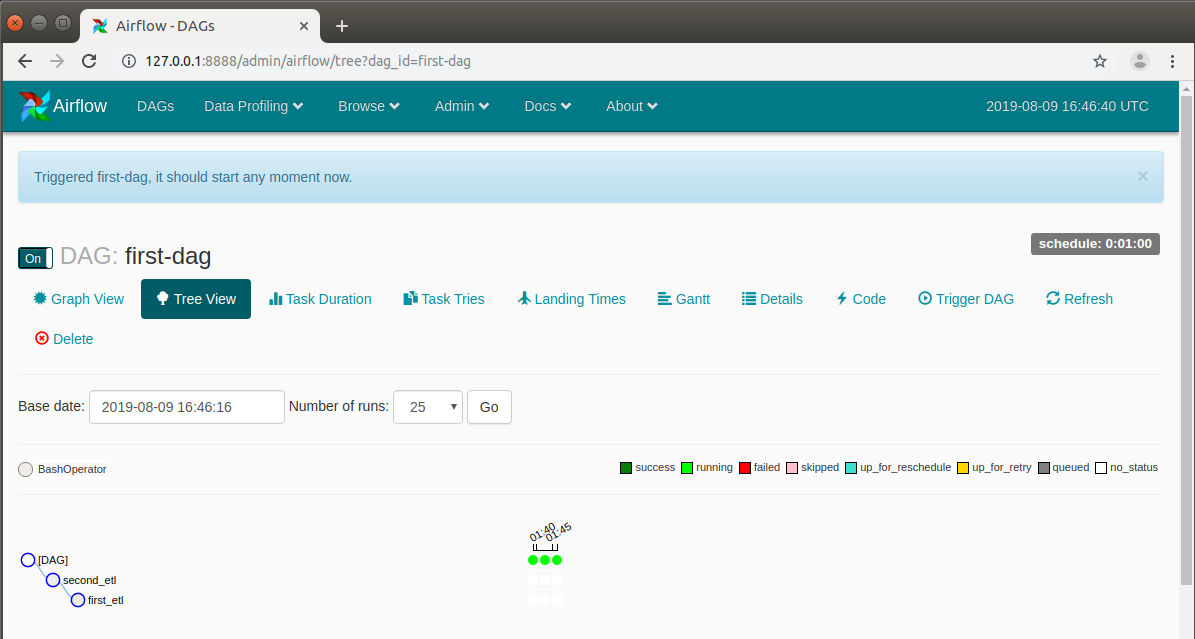 Airflow - DAGs
127.0.0.1:8888/admin/airflow/tree?dag_id=first-dag
Airflow DAGs Data Profiling Browse Admin Docs About 2019-08-09 16:46:40 UTC
Triggered first-dag, it should start any moment now. ×
On DAG: first-dag schedule: 0:01:00
Graph View Tree View Task Duration Task Tries Landing Times Gantt Details Code Trigger DAG Refresh
Delete
Base date: 2019-08-09 16:46:16 Number of runs: 25 Go
BashOperator success running failed skipped up_for_reschedule up_for_retry queued no_status
01:40 01:45
[DAG]
second_etl
first_etl